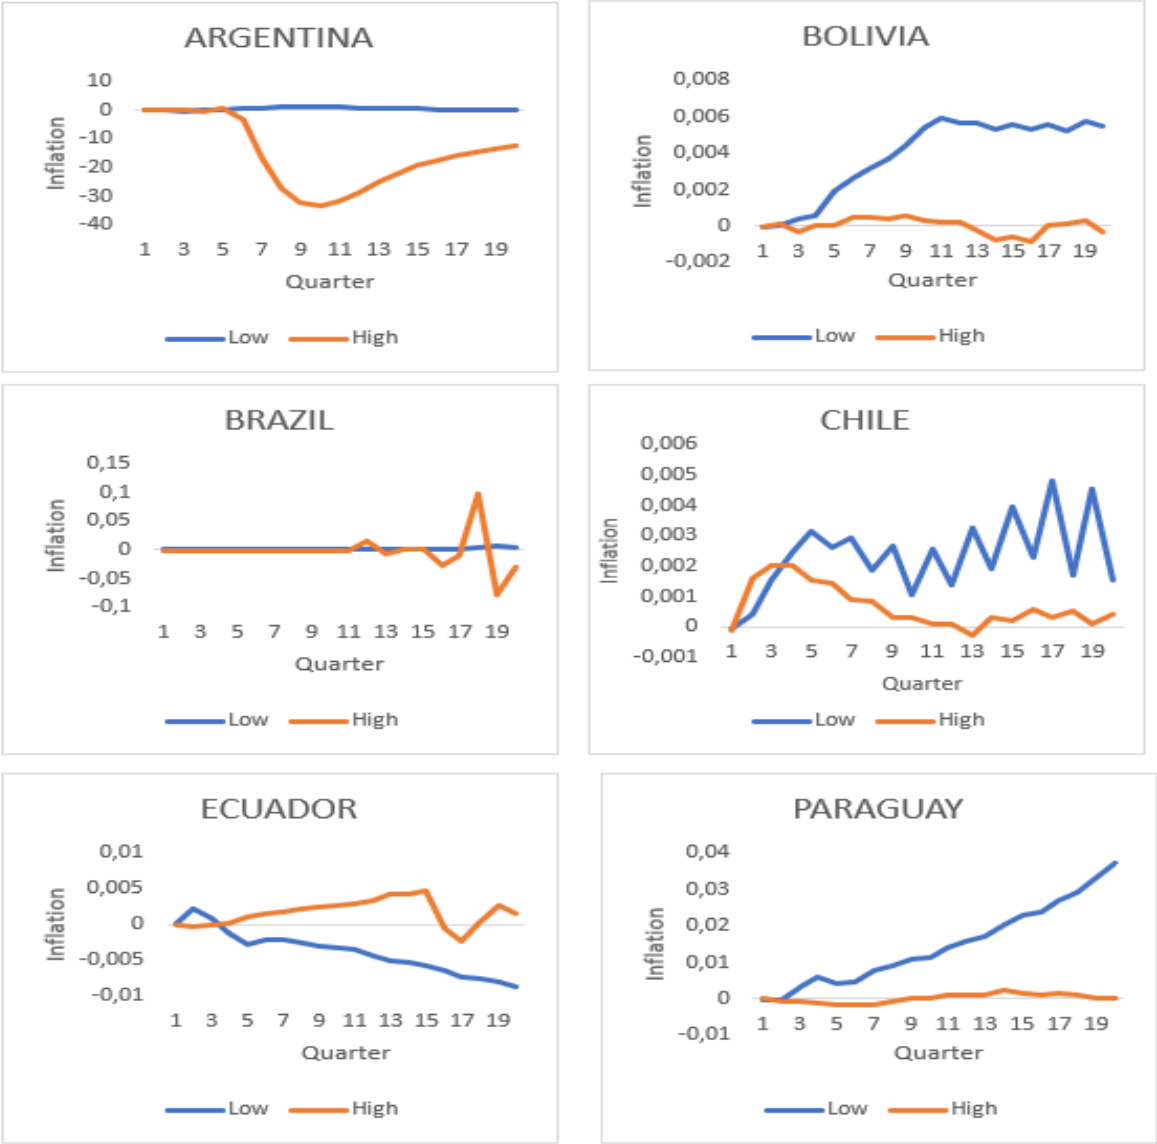 ARGENTINA
10
0
-10
-20
-30
-40
Inflation
1 3 5 7 9 11 13 15 17 19
Quarter
Low High
BOLIVIA
0,008
0,006
0,004
0,002
0
-0,002
Inflation
1 3 5 7 9 11 13 15 17 19
Quarter
Low High
BRAZIL
0,15
0,1
0,05
0
-0,05
-0,1
Inflation
1 3 5 7 9 11 13 15 17 19
Quarter
Low High
CHILE
0,006
0,005
0,004
0,003
0,002
0,001
0
-0,001
Inflation
1 3 5 7 9 11 13 15 17 19
Quarter
Low High
ECUADOR
0,01
0,005
0
-0,005
-0,01
Inflation
1 3 5 7 9 11 13 15 17 19
Quarter
Low High
PARAGUAY
0,04
0,03
0,02
0,01
0
-0,01
Inflation
1 3 5 7 9 11 13 15 17 19
Quarter
Low High